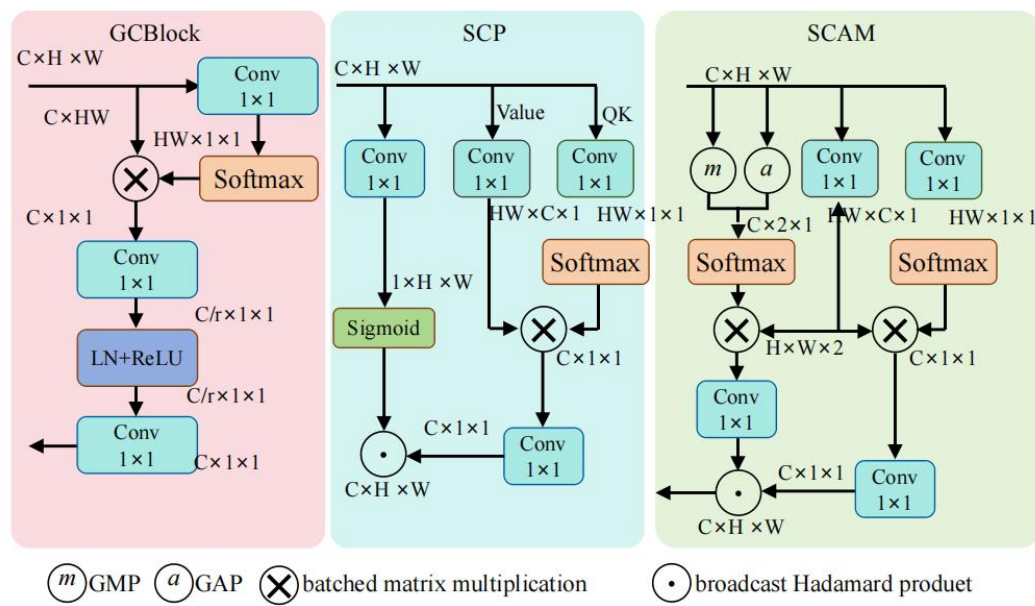 GCBlock
C×H×W
Conv
1×1
C×HW
HW×1×1
Softmax
C×1×1
Conv
1×1
C/r×1×1
LN+ReLU
C/r×1×1
Conv
1×1
C×1×1
SCP
C×H×W
Value
QK
Conv
1×1
Conv
1×1
Conv
1×1
HW×C×1
HW×1×1
Softmax
1×H×W
Sigmoid
C×1×1
C×1×1
Conv
1×1
C×H×W
SCAM
C×H×W
m
a
Conv
1×1
Conv
1×1
HW×C×1
HW×1×1
C×2×1
Softmax
Softmax
H×W×2
C×1×1
Conv
1×1
C×1×1
Conv
1×1
C×H×W
m GMP a GAP batched matrix multiplication broadcast Hadamard produet